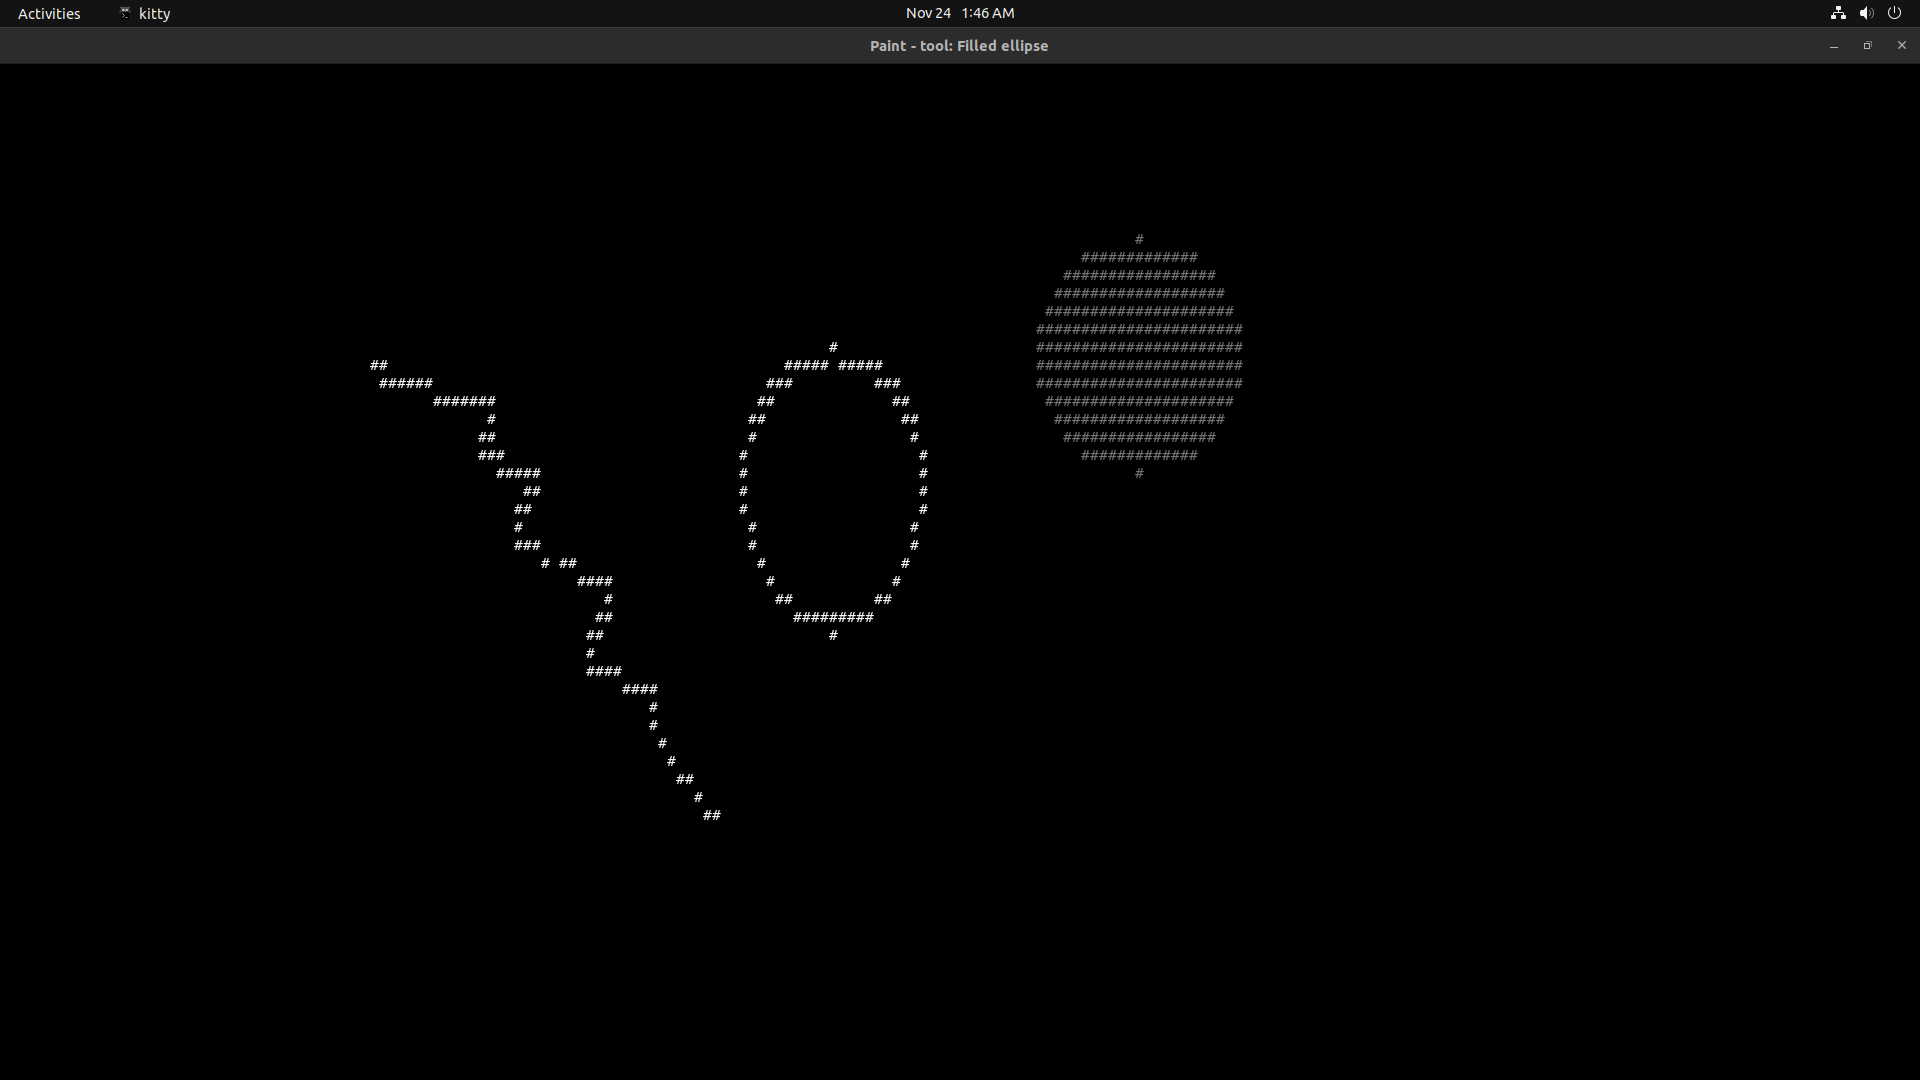 Activities kitty Nov 24 1:46 AM
Paint - tool: Filled ellipse
#
#############
#################
###################
#####################
#######################
# #######################
## ##### ##### #######################
###### ### ### #######################
####### ## ## #####################
# ## ## ###################
## # # #################
### # # #############
##### # # #
## # #
## # #
# # #
### # #
# ## # #
#### # #
# ## ##
## #########
## #
#
####
####
#
#
#
#
##
#
##